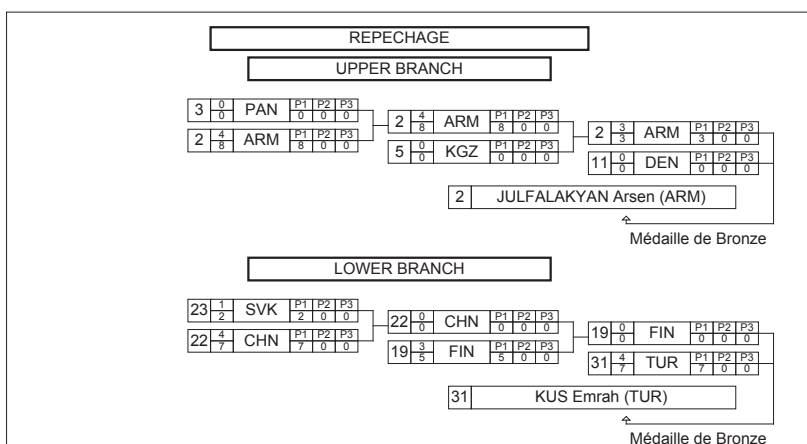 REPECHAGE
UPPER BRANCH
3 0 0 PAN P1 P2 P3 0 0 0
2 4 8 ARM P1 P2 P3 8 0 0
2 4 8 ARM P1 P2 P3 8 0 0
5 0 0 KGZ P1 P2 P3 0 0 0
2 3 3 ARM P1 P2 P3 3 0 0
11 0 0 DEN P1 P2 P3 0 0 0
2 JULFALAKYAN Arsen (ARM)
Médaille de Bronze
LOWER BRANCH
23 1 2 SVK P1 P2 P3 2 0 0
22 4 7 CHN P1 P2 P3 7 0 0
22 0 0 CHN P1 P2 P3 0 0 0
19 3 5 FIN P1 P2 P3 5 0 0
19 0 0 FIN P1 P2 P3 0 0 0
31 4 7 TUR P1 P2 P3 7 0 0
31 KUS Emrah (TUR)
Médaille de Bronze